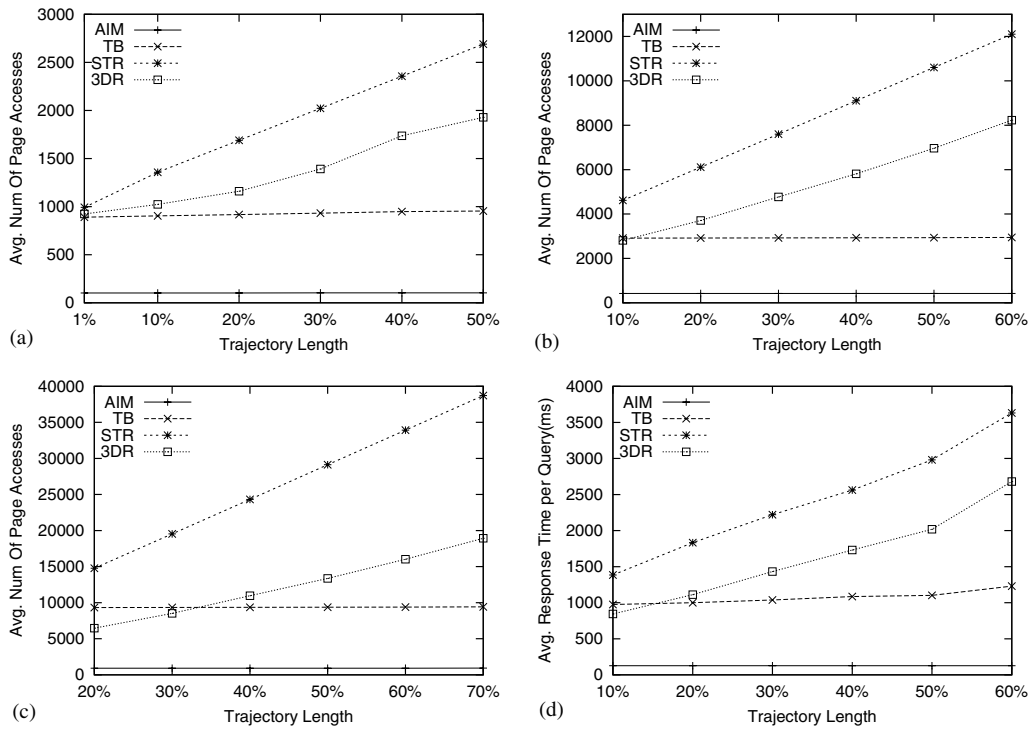 3000
2500
2000
1500
1000
500
0
Avg. Num Of Page Accesses
AIM
TB
STR
3DR
1% 10% 20% 30% 40% 50%
Trajectory Length
(a)
12000
10000
8000
6000
4000
2000
0
Avg. Num Of Page Accesses
AIM
TB
STR
3DR
10% 20% 30% 40% 50% 60%
Trajectory Length
(b)
40000
35000
30000
25000
20000
15000
10000
5000
0
Avg. Num Of Page Accesses
AIM
TB
STR
3DR
20% 30% 40% 50% 60% 70%
Trajectory Length
(c)
4000
3500
3000
2500
2000
1500
1000
500
0
Avg. Response Time per Query(ms)
AIM
TB
STR
3DR
10% 20% 30% 40% 50% 60%
Trajectory Length
(d)